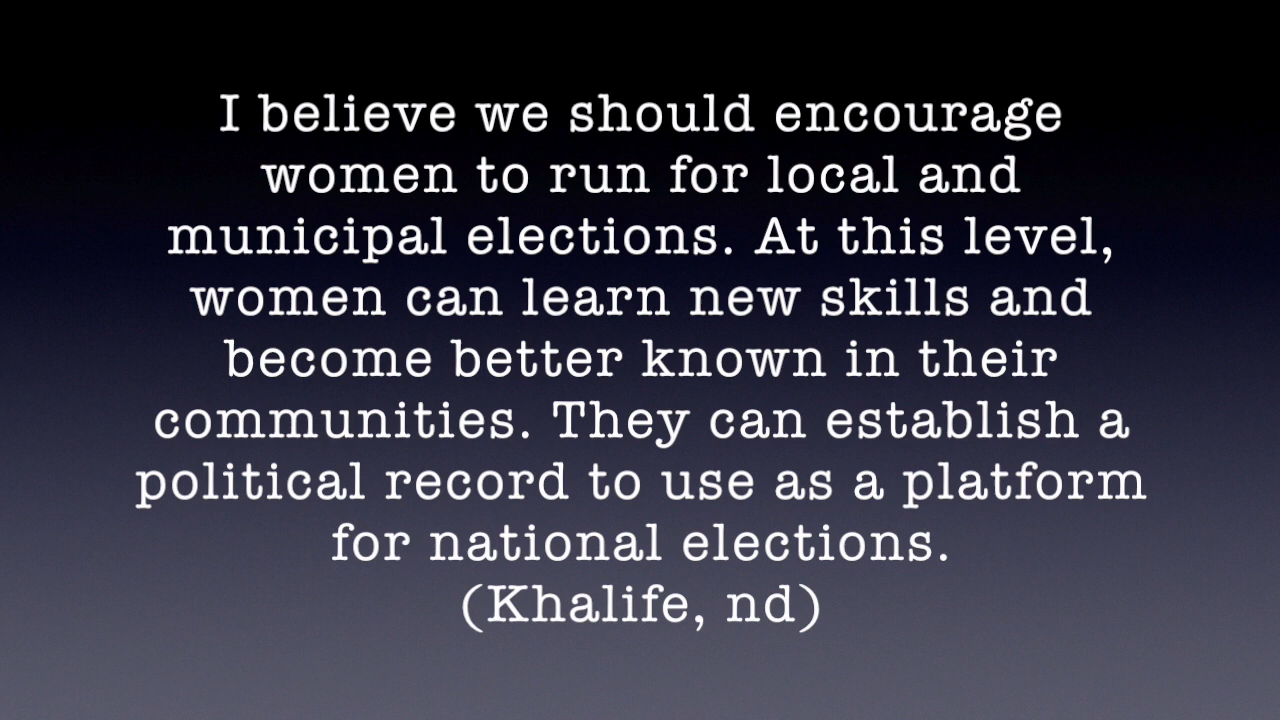 I believe we should encourage
women to run for local and
municipal elections. At this level,
women can learn new skills and
become better known in their
communities. They can establish a
political record to use as a platform
for national elections.
(Khalife, nd)